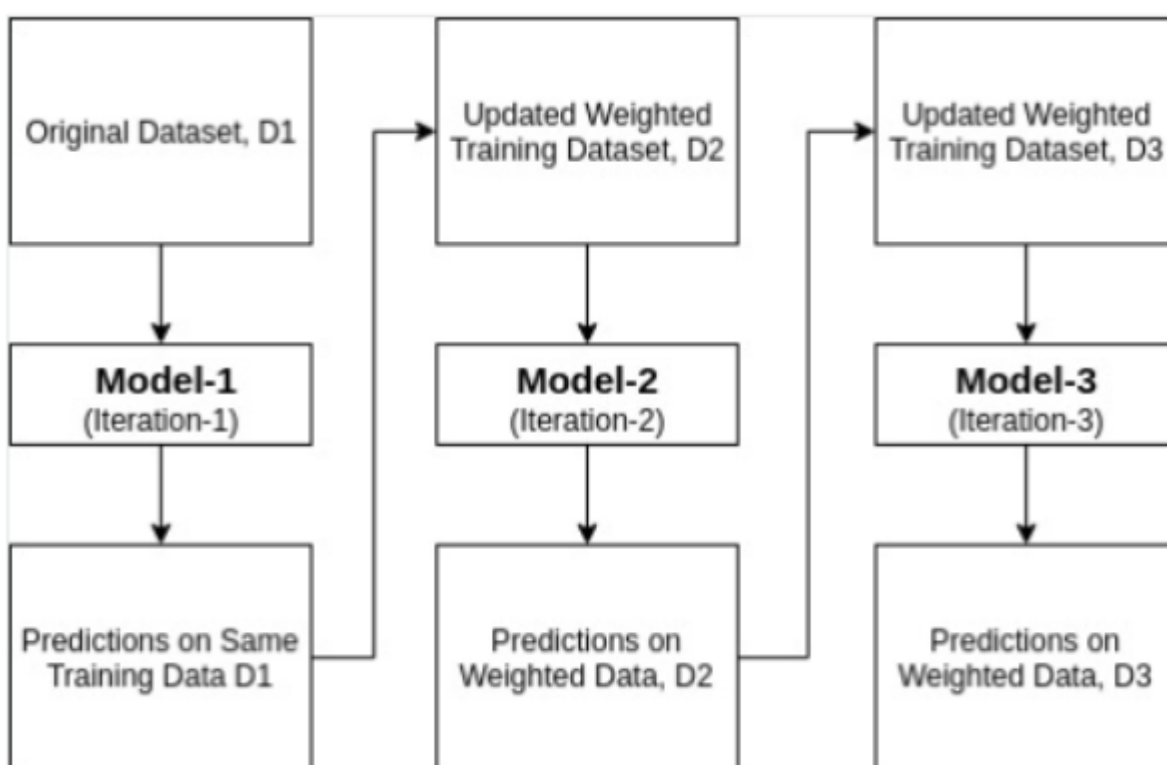 Original Dataset, D1
Model-1
(Iteration-1)
Predictions on Same
Training Data D1
Updated Weighted
Training Dataset, D2
Model-2
(Iteration-2)
Predictions on
Weighted Data, D2
Updated Weighted
Training Dataset, D3
Model-3
(Iteration-3)
Predictions on
Weighted Data, D3